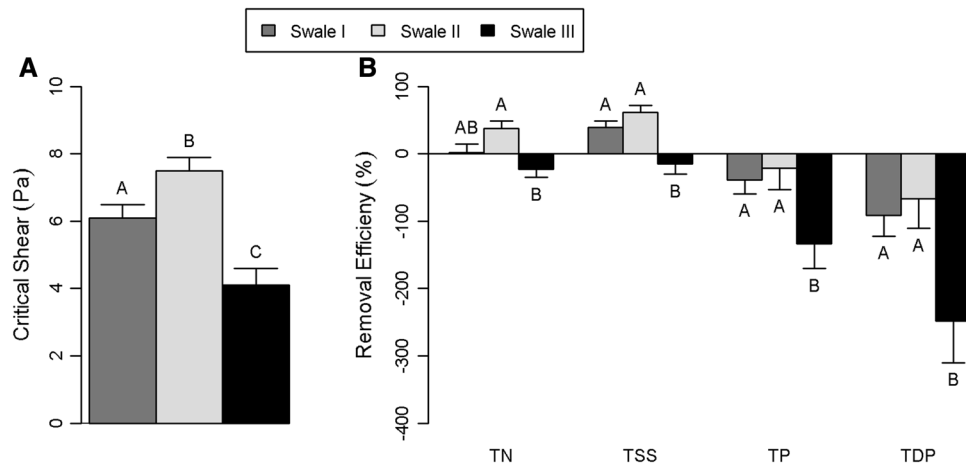 Swale I Swale II Swale III
A
Critical Shear (Pa)
10
8
6
4
2
0
A
B
C
B
Removal Efficieny (%)
100
0
-100
-200
-300
-400
AB
A
B
A
A
B
A
A
B
A
A
B
TN TSS TP TDP